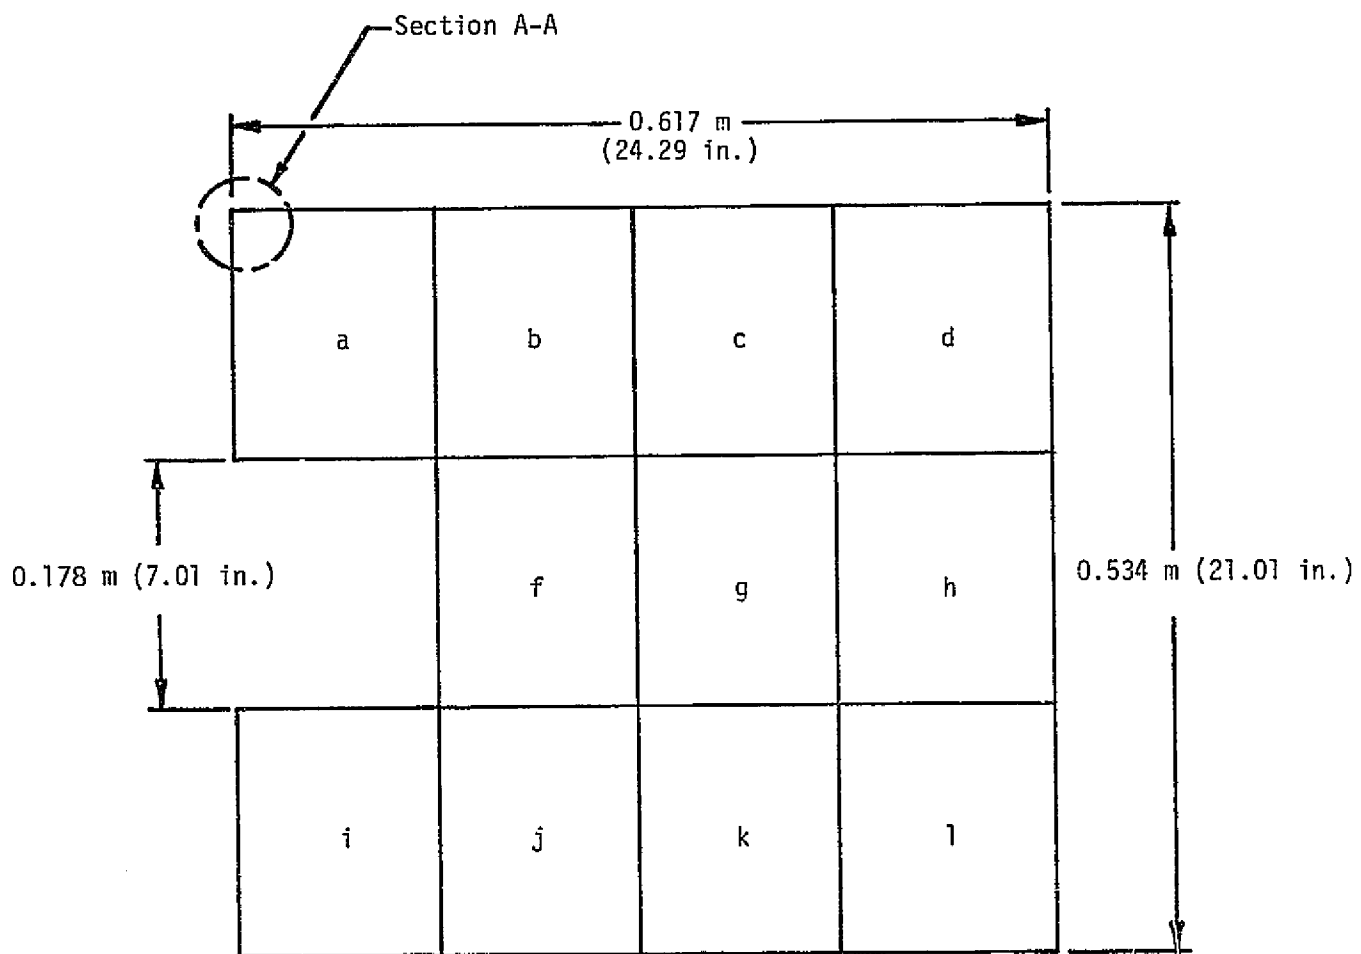 Section A-A
0.617 m
(24.29 in.)
a b c d
0.178 m (7.01 in.)
f g h
0.534 m (21.01 in.)
i j k l